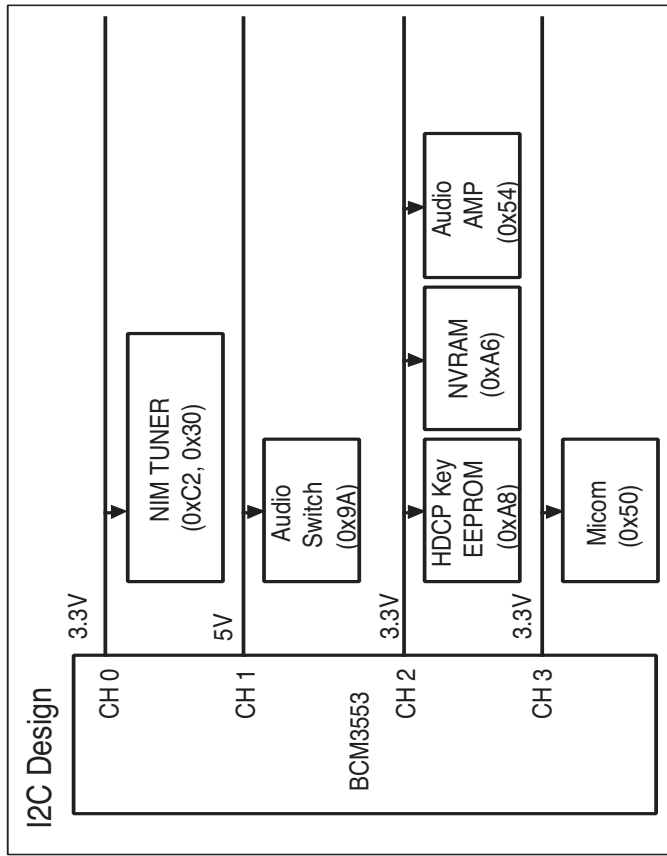 I2C Design
BCM3553
CH 0
3.3V
NIM TUNER
(0xC2, 0x30)
CH 1
5V
Audio
Switch
(0x9A)
CH 2
3.3V
HDCP Key
EEPROM
(0xA8)
NVRAM
(0xA6)
Audio
AMP
(0x54)
CH 3
3.3V
Micom
(0x50)